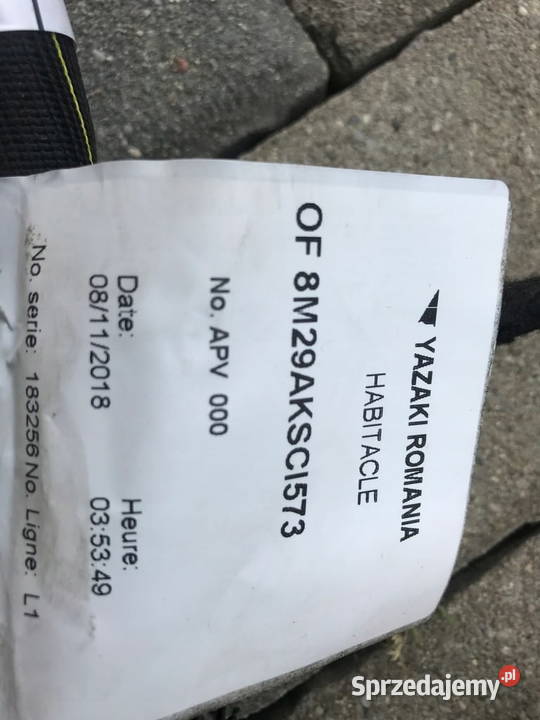 YAZAKI ROMANIA
HABITACLE
OF 8M29AKSCI573
No. APV 000
Date: Heure:
08/11/2018 03:53:49
No. serie: 183256 No. Ligne: L1
Sprzedajemy.pl